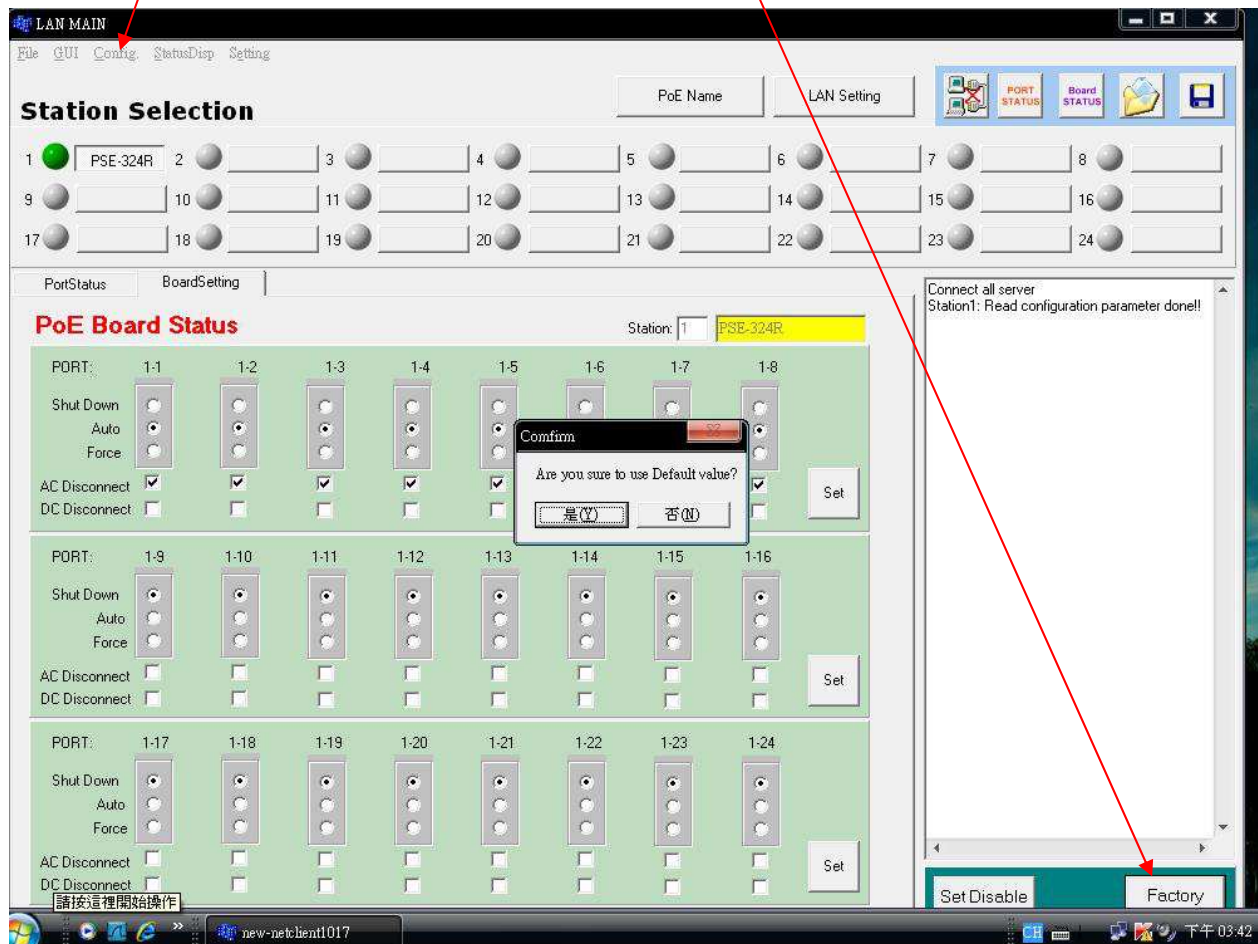 LAN MAIN
File GUI Config. StatusDisp Setting
PoE Name LAN Setting PORT STATUS Board STATUS
Station Selection
1 PSE-324R 2 3 4 5 6 7 8
9 10 11 12 13 14 15 16
17 18 19 20 21 22 23 24
PortStatus BoardSetting
PoE Board Status Station: 1 PSE-324R
PORT: 1-1 1-2 1-3 1-4 1-5 1-6 1-7 1-8
Shut Down
Auto
Force
AC Disconnect
DC Disconnect
Set
Comfirm
Are you sure to use Default value?
是(Y) 否(N)
PORT: 1-9 1-10 1-11 1-12 1-13 1-14 1-15 1-16
Shut Down
Auto
Force
AC Disconnect
DC Disconnect
Set
PORT: 1-17 1-18 1-19 1-20 1-21 1-22 1-23 1-24
Shut Down
Auto
Force
AC Disconnect
DC Disconnect
Set
Connect all server
Station1: Read configuration parameter done!!
Set Disable Factory
請按這裡開始操作
new-netclient1017 CH 下午 03:42